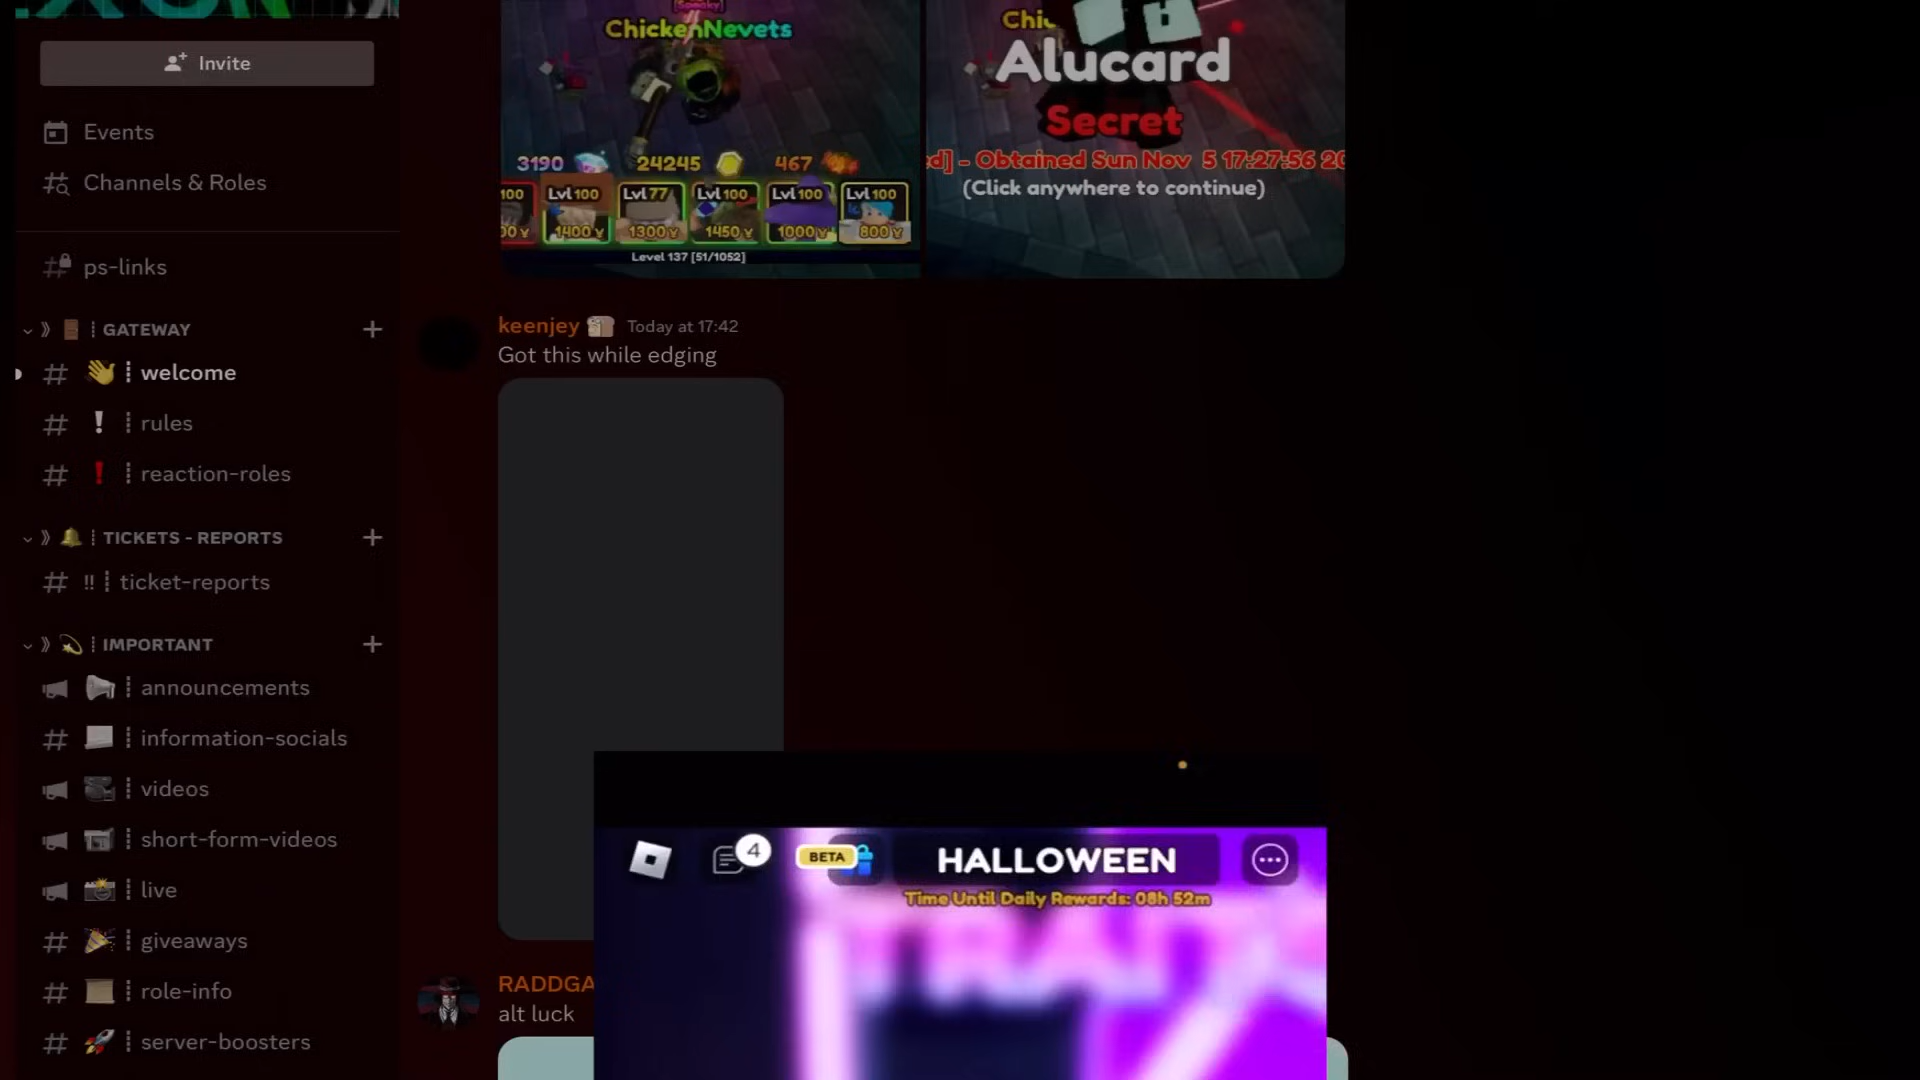 Invite
Events
Channels & Roles
ps-links
GATEWAY
welcome
rules
reaction-roles
TICKETS - REPORTS
ticket-reports
IMPORTANT
announcements
information-socials
videos
short-form-videos
live
giveaways
role-info
server-boosters
[Spooky]
ChickenNevets
3190 24245 467
100 Lvl 100 Lvl 77 Lvl 100 Lvl 100 Lvl 100
1400¥ 1300¥ 1450¥ 1000¥ 800¥
Level 137 [51/1052]
Alucard
Secret
- Obtained Sun Nov 5 17:27:56
(Click anywhere to continue)
keenjey Today at 17:42
Got this while edging
RADDGA
alt luck
4
BETA
HALLOWEEN
Time Until Daily Rewards: 08h 52m
TRAIT